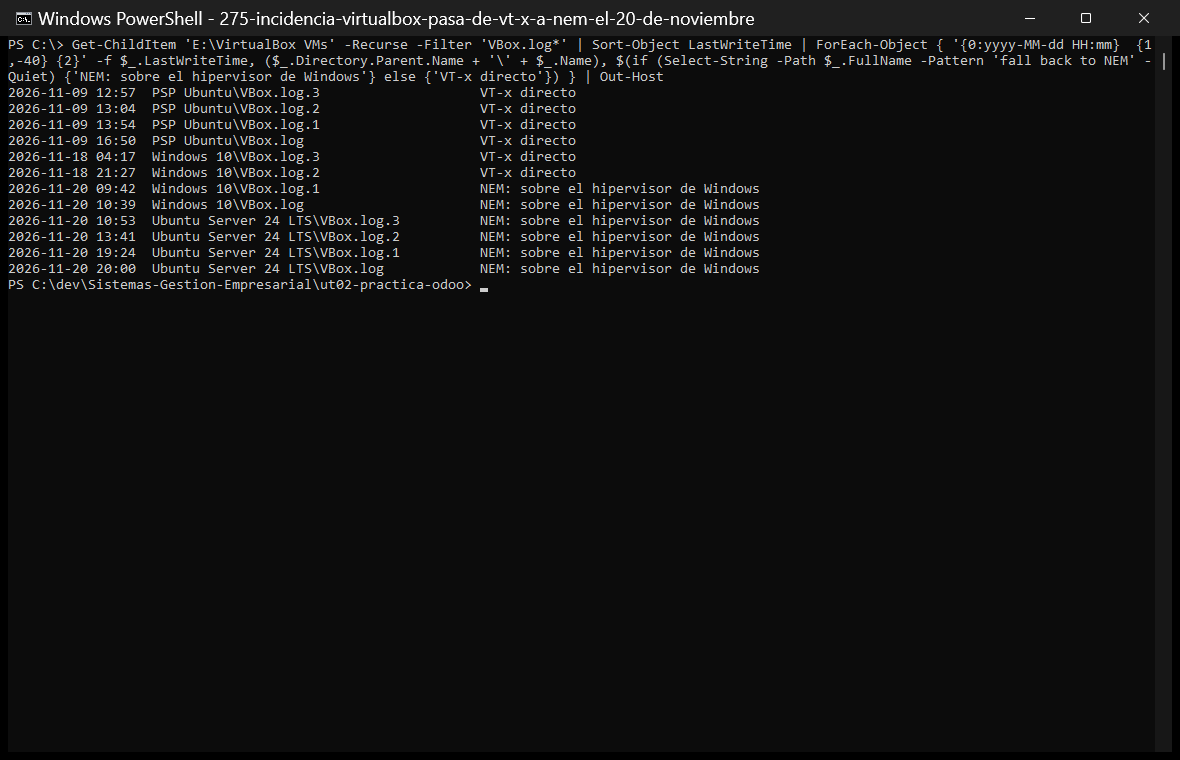 Windows PowerShell - 275-incidencia-virtualbox-pasa-de-vt-x-a-nem-el-20-de-noviembre
PS C:\> Get-ChildItem 'E:\VirtualBox VMs' -Recurse -Filter 'VBox.log*' | Sort-Object LastWriteTime | ForEach-Object { '{0:yyyy-MM-dd HH:mm}  {1
,-40} {2}' -f $_.LastWriteTime, ($_.Directory.Parent.Name + '\' + $_.Name), $(if (Select-String -Path $_.FullName -Pattern 'fall back to NEM' -
Quiet) {'NEM: sobre el hipervisor de Windows'} else {'VT-x directo'}) } | Out-Host
2026-11-09 12:57  PSP Ubuntu\VBox.log.3                    VT-x directo
2026-11-09 13:04  PSP Ubuntu\VBox.log.2                    VT-x directo
2026-11-09 13:54  PSP Ubuntu\VBox.log.1                    VT-x directo
2026-11-09 16:50  PSP Ubuntu\VBox.log                      VT-x directo
2026-11-18 04:17  Windows 10\VBox.log.3                    VT-x directo
2026-11-18 21:27  Windows 10\VBox.log.2                    VT-x directo
2026-11-20 09:42  Windows 10\VBox.log.1                    NEM: sobre el hipervisor de Windows
2026-11-20 10:39  Windows 10\VBox.log                      NEM: sobre el hipervisor de Windows
2026-11-20 10:53  Ubuntu Server 24 LTS\VBox.log.3          NEM: sobre el hipervisor de Windows
2026-11-20 13:41  Ubuntu Server 24 LTS\VBox.log.2          NEM: sobre el hipervisor de Windows
2026-11-20 19:24  Ubuntu Server 24 LTS\VBox.log.1          NEM: sobre el hipervisor de Windows
2026-11-20 20:00  Ubuntu Server 24 LTS\VBox.log            NEM: sobre el hipervisor de Windows
PS C:\dev\Sistemas-Gestion-Empresarial\ut02-practica-odoo>